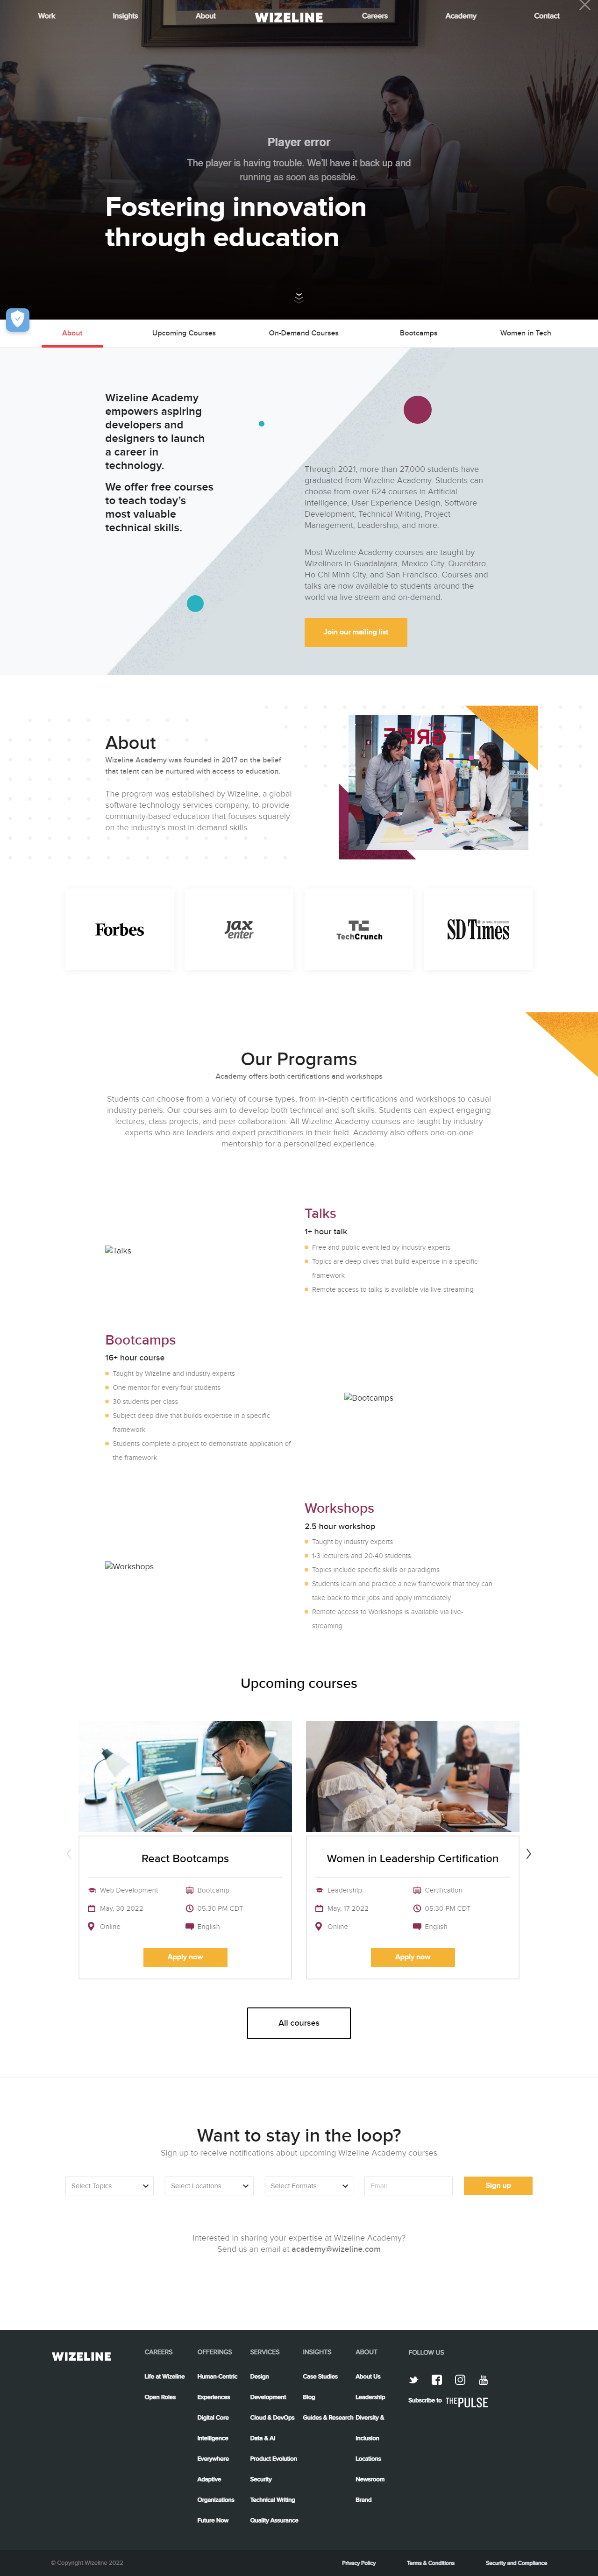 Work Insights About WIZELINE Careers Academy Contact
Player error
The player is having trouble. We'll have it back up and
running as soon as possible.
Fostering innovation
through education
About Upcoming Courses On-Demand Courses Bootcamps Women in Tech
Wizeline Academy
empowers aspiring
developers and
designers to launch
a career in
technology.
We offer free courses
to teach today's
most valuable
technical skills.
Through 2021, more than 27,000 students have
graduated from Wizeline Academy. Students can
choose from over 624 courses in Artificial
Intelligence, User Experience Design, Software
Development, Technical Writing, Project
Management, Leadership, and more.
Most Wizeline Academy courses are taught by
Wizeliners in Guadalajara, Mexico City, Querétaro,
Ho Chi Minh City, and San Francisco. Courses and
talks are now available to students around the
world via live stream and on-demand.
Join our mailing list
About
Wizeline Academy was founded in 2017 on the belief
that talent can be nurtured with access to education.
The program was established by Wizeline, a global
software technology services company, to provide
community-based education that focuses squarely
on the industry's most in-demand skills.
Forbes
jax
enter
TC
TechCrunch
SD Times
Our Programs
Academy offers both certifications and workshops
Students can choose from a variety of course types, from in-depth certifications and workshops to casual
industry panels. Our courses aim to develop both technical and soft skills. Students can expect engaging
lectures, class projects, and peer collaboration. All Wizeline Academy courses are taught by industry
experts who are leaders and expert practitioners in their field. Academy also offers one-on-one
mentorship for a personalized experience.
Talks
Talks
1+ hour talk
Free and public event led by industry experts
Topics are deep dives that build expertise in a specific
framework
Remote access to talks is available via live-streaming
Bootcamps
16+ hour course
Taught by Wizeline and industry experts
One mentor for every four students
30 students per class
Subject deep dive that builds expertise in a specific
framework
Students complete a project to demonstrate application of
the framework
Bootcamps
Workshops
Workshops
2.5 hour workshop
Taught by industry experts
1-3 lecturers and 20-40 students
Topics include specific skills or paradigms
Students learn and practice a new framework that they can
take back to their jobs and apply immediately
Remote access to Workshops is available via live-
streaming
Upcoming courses
React Bootcamps
Web Development Bootcamp
May, 30 2022 05:30 PM CDT
Online English
Apply now
Women in Leadership Certification
Leadership Certification
May, 17 2022 05:30 PM CDT
Online English
Apply now
All courses
Want to stay in the loop?
Sign up to receive notifications about upcoming Wizeline Academy courses
Select Topics Select Locations Select Formats Email Sign up
Interested in sharing your expertise at Wizeline Academy?
Send us an email at academy@wizeline.com
WIZELINE
CAREERS
Life at Wizeline
Open Roles
OFFERINGS
Human-Centric
Experiences
Digital Core
Intelligence
Everywhere
Adaptive
Organizations
Future Now
SERVICES
Design
Development
Cloud & DevOps
Data & AI
Product Evolution
Security
Technical Writing
Quality Assurance
INSIGHTS
Case Studies
Blog
Guides & Research
ABOUT
About Us
Leadership
Diversity &
Inclusion
Locations
Newsroom
Brand
FOLLOW US
Subscribe to THE PULSE
© Copyright Wizeline 2022 Privacy Policy Terms & Conditions Security and Compliance